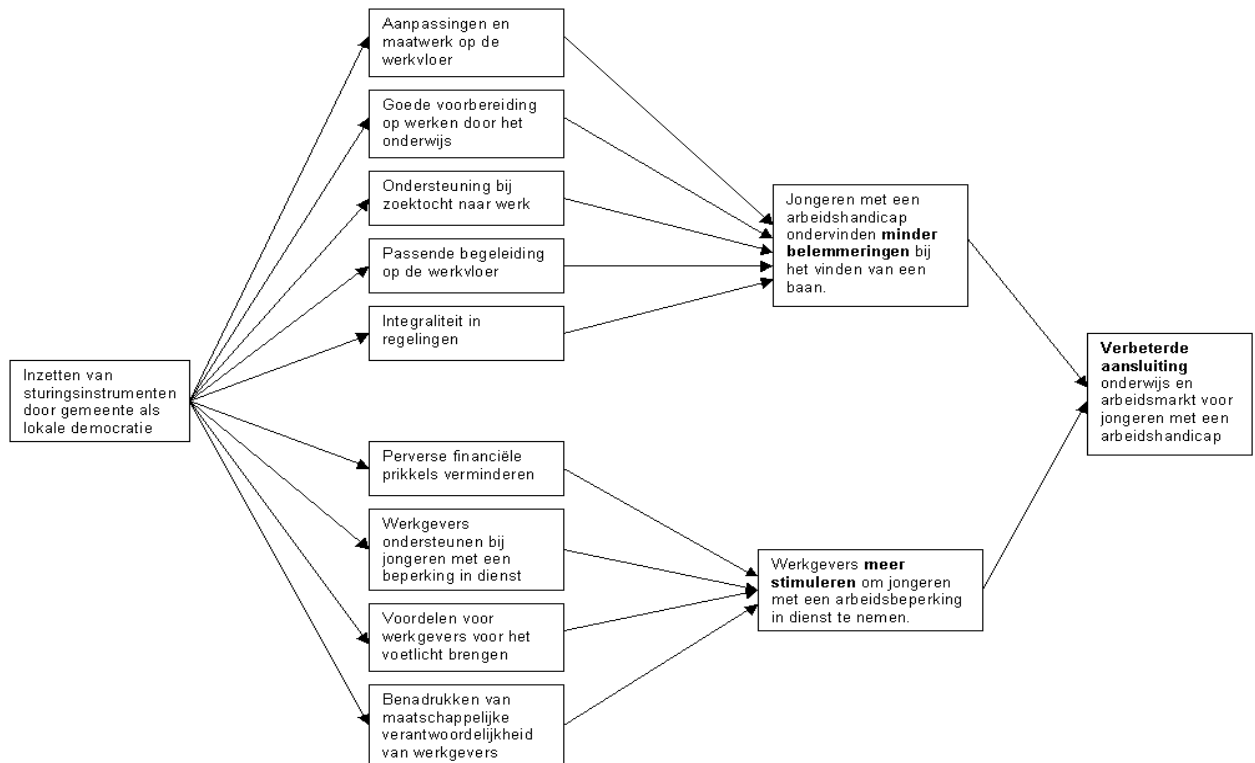 Aanpassingen en
maatwerk op de
werkvloer
Goede voorbereiding
op werken door het
onderwijs
Ondersteuning bij
zoektocht naar werk
Passende begeleiding
op de werkvloer
Integraliteit in
regelingen
Inzetten van
sturingsinstrumenten
door gemeente als
lokale democratie
Perverse financiële
prikkels verminderen
Werkgevers
ondersteunen bij
jongeren met een
beperking in dienst
Voordelen voor
werkgevers voor het
voetlicht brengen
Benadrukken van
maatschappelijke
verantwoordelijkheid
van werkgevers
Jongeren met een
arbeidshandicap
ondervinden minder
belemmeringen bij
het vinden van een
baan.
Werkgevers meer
stimuleren om jongeren
met een arbeidsbeperking
in dienst te nemen.
Verbeterde
aansluiting
onderwijs en
arbeidsmarkt voor
jongeren met een
arbeidshandicap